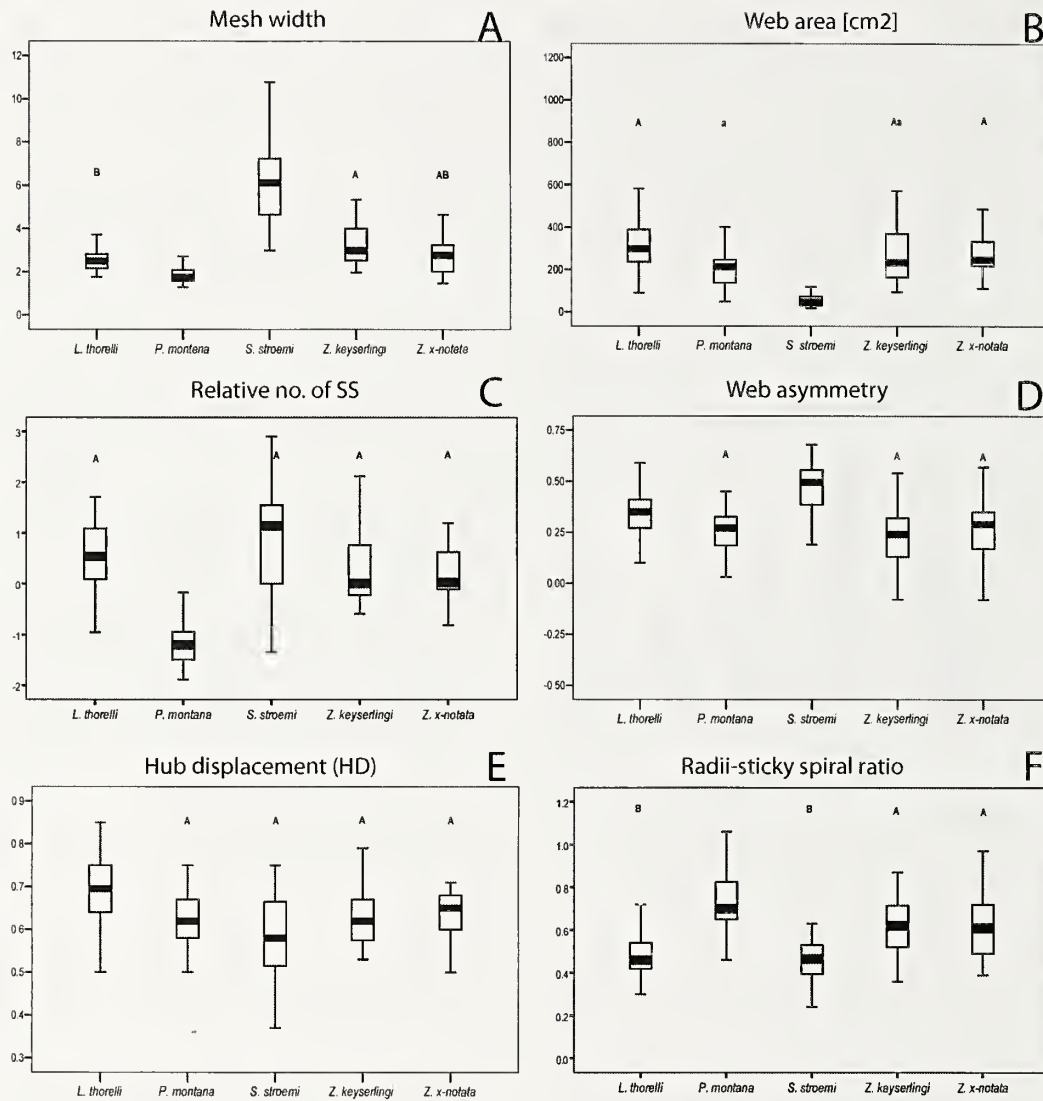 Mesh width
A
12
10
8
6
4
2
0
B
A
AB
L. thorelli P. montana S. stroemi Z. keyserlingi Z. x-notata
Web area [cm2]
B
1200
1000
800
600
400
200
0
A
a
Aa
A
L. thorelli P. montana S stroemi Z. keyserlingi Z. x-notata
Relative no. of SS
C
3
2
1
0
-1
-2
A
A
A
A
L. thorelli P. montana S. stroemi Z. keyserlingi Z. x-notata
Web asymmetry
D
0.75
0.50
0.25
0.00
-0.25
-0.50
A
A
A
L. thorelli P. montana S. stroemi Z. keyserlingi Z. x-notata
Hub displacement (HD)
E
0.9
0.8
0.7
0.6
0.5
0.4
0.3
A
A
A
A
L. thorelli P. montana S. stroemi Z. keyserlingi Z. x-notata
Radii-sticky spiral ratio
F
1.2
1.0
0.8
0.6
0.4
0.2
0.0
B
B
A
A
L. thorelli P. montana S. stroemi Z. keyserlingi Z. x-notata